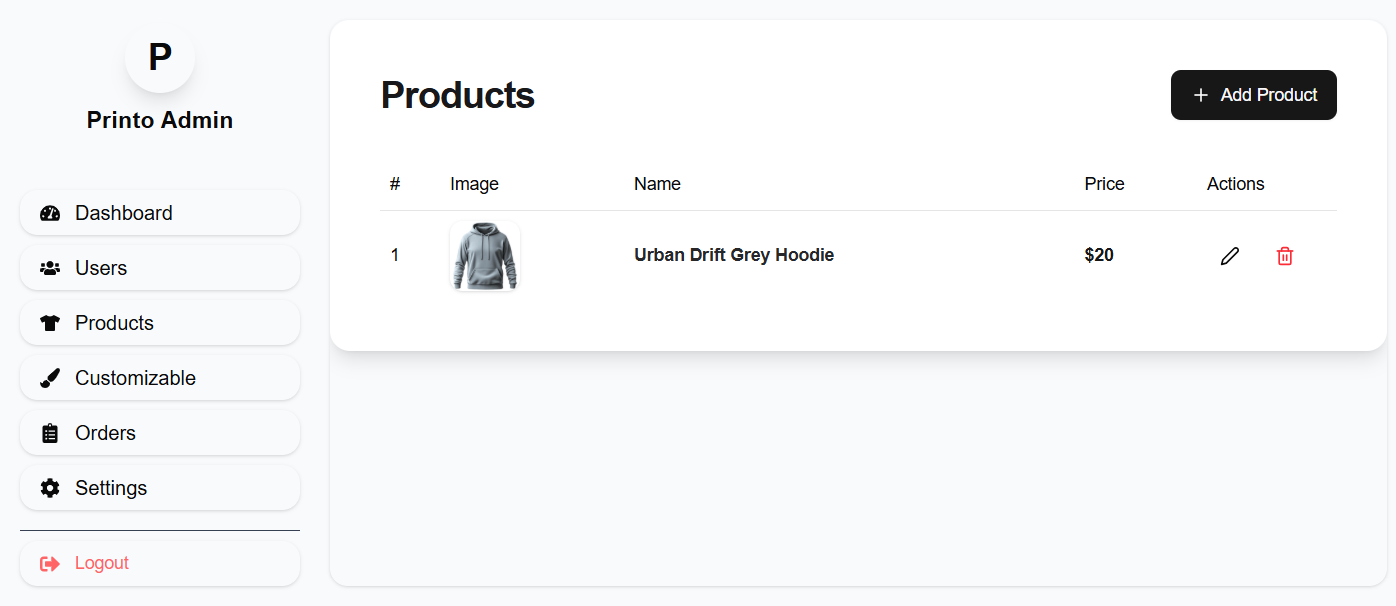 P
Printo Admin
Dashboard
Users
Products
Customizable
Orders
Settings
Logout
Products
+ Add Product
# Image Name Price Actions
1 Urban Drift Grey Hoodie $20